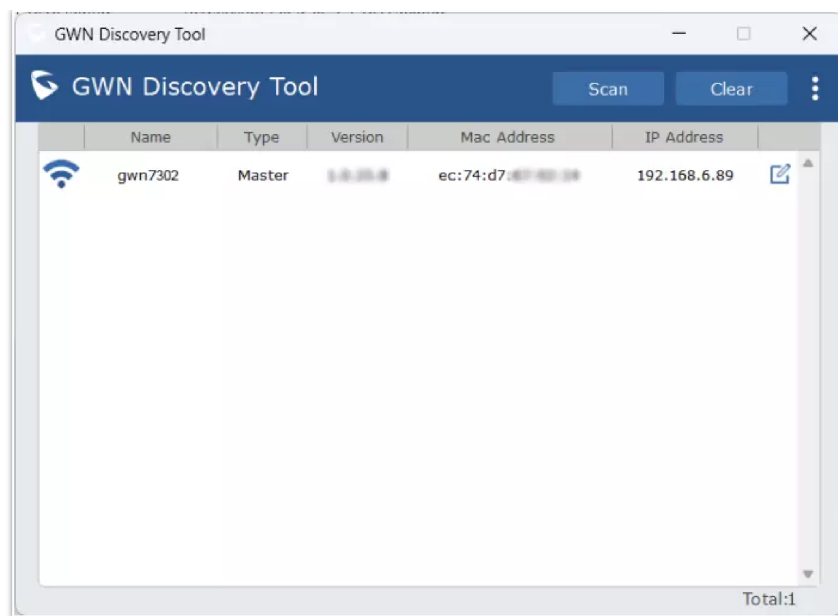 GWN Discovery Tool
GWN Discovery Tool Scan Clear
Name Type Version Mac Address IP Address
gwn7302 Master ec:74:d7: 192.168.6.89
Total:1